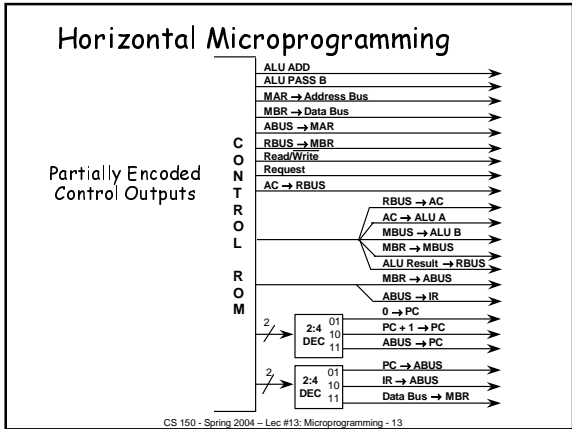 Horizontal Microprogramming
ALU ADD
ALU PASS B
MAR → Address Bus
MBR → Data Bus
ABUS → MAR
RBUS → MBR
Read/Write
Request
AC → RBUS
Partially Encoded
Control Outputs
CONTROL ROM
RBUS → AC
AC → ALU A
MBUS → ALU B
MBR → MBUS
ALU Result → RBUS
MBR → ABUS
ABUS → IR
2
2:4
DEC
01
10
11
0 → PC
PC + 1 → PC
ABUS → PC
2
2:4
DEC
01
10
11
PC → ABUS
IR → ABUS
Data Bus → MBR
CS 150 - Spring 2004 – Lec #13: Microprogramming - 13